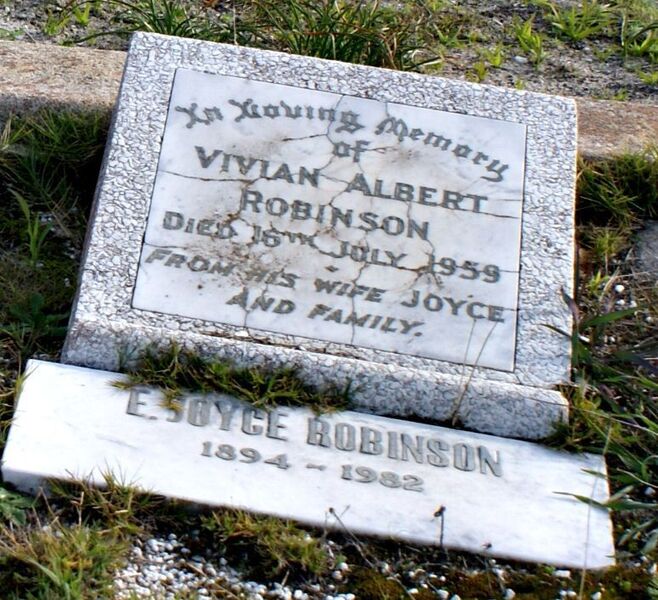 In Loving Memory
of
VIVIAN ALBERT
ROBINSON
DIED 16TH JULY 1959
FROM HIS WIFE JOYCE
AND FAMILY.
E. JOYCE ROBINSON
1894 - 1982